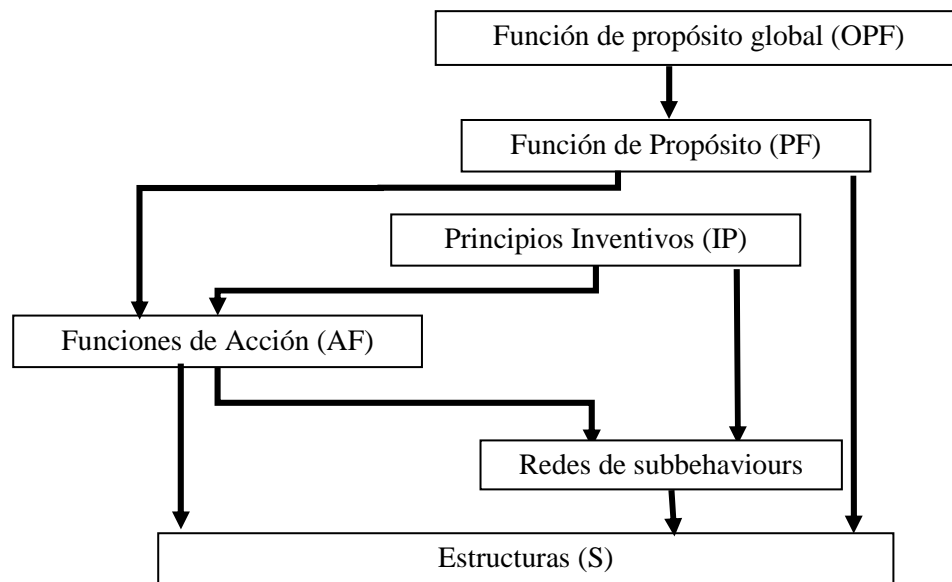 Función de propósito global (OPF)
Función de Propósito (PF)
Principios Inventivos (IP)
Funciones de Acción (AF)
Redes de subbehaviours
Estructuras (S)